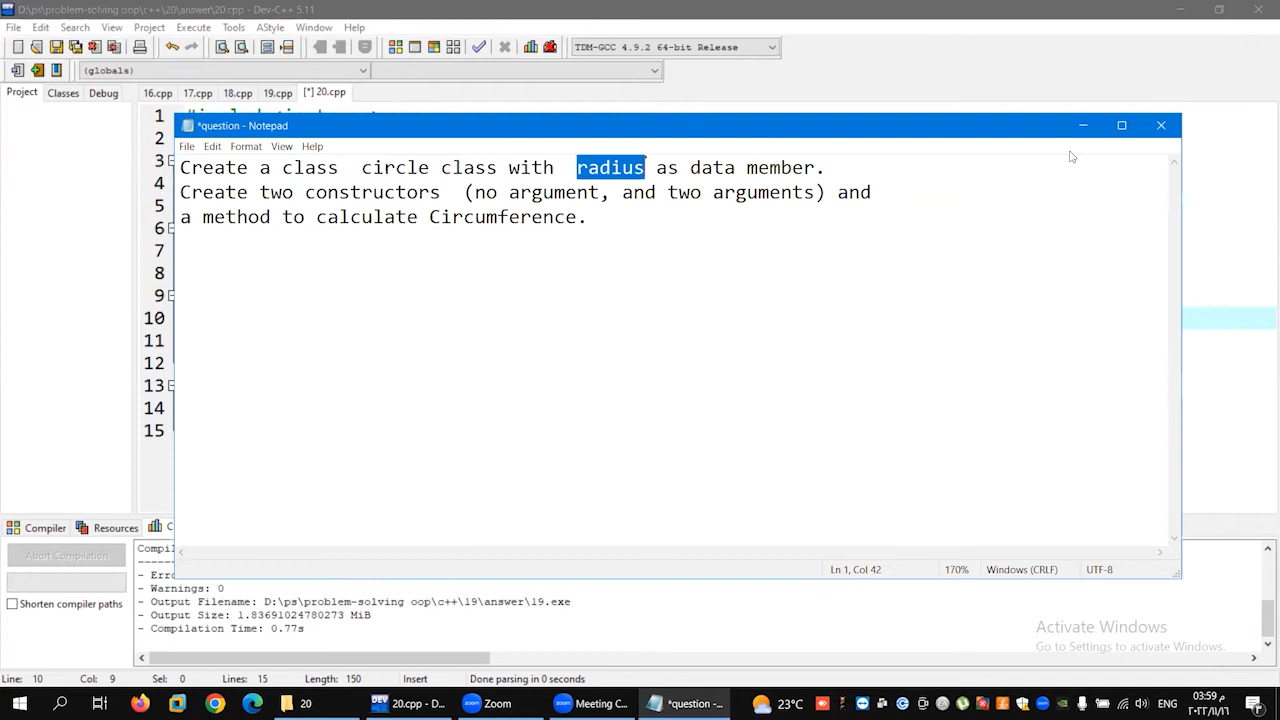 D:\ps\problem-solving oop\c++\20\answer\20.cpp - Dev-C++ 5.11
File Edit Search View Project Execute Tools AStyle Window Help
TDM-GCC 4.9.2 64-bit Release
(globals)
Project Classes Debug 16.cpp 17.cpp 18.cpp 19.cpp [*] 20.cpp
1
2
3
4
5
6
7
8
9
10
11
12
13
14
15
*question - Notepad
File Edit Format View Help
Create a class  circle class with  radius as data member.
Create two constructors  (no argument, and two arguments) and
a method to calculate Circumference.
Ln 1, Col 42 170% Windows (CRLF) UTF-8
Compiler Resources C
Abort Compilation
Shorten compiler paths
Compil
--------
- Erro
- Warnings: 0
- Output Filename: D:\ps\problem-solving oop\c++\19\answer\19.exe
- Output Size: 1.83691024780273 MiB
- Compilation Time: 0.77s
Activate Windows
Go to Settings to activate Windows.
Line: 10 Col: 9 Sel: 0 Lines: 15 Length: 150 Insert Done parsing in 0 seconds
20 20.cpp - D... Zoom Meeting C... *question -... 23°C ENG 03:59 م